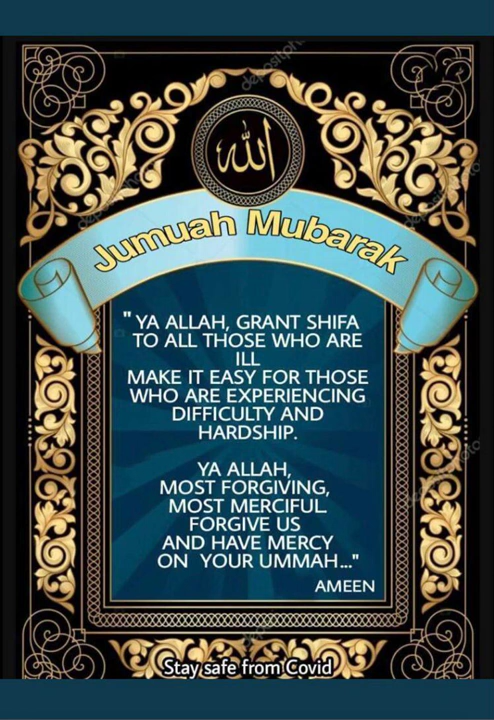 الله
Jumuah Mubarak
" YA ALLAH, GRANT SHIFA
TO ALL THOSE WHO ARE
ILL
MAKE IT EASY FOR THOSE
WHO ARE EXPERIENCING
DIFFICULTY AND
HARDSHIP.
YA ALLAH,
MOST FORGIVING,
MOST MERCIFUL.
FORGIVE US
AND HAVE MERCY
ON YOUR UMMAH..."
AMEEN
Stay safe from Covid